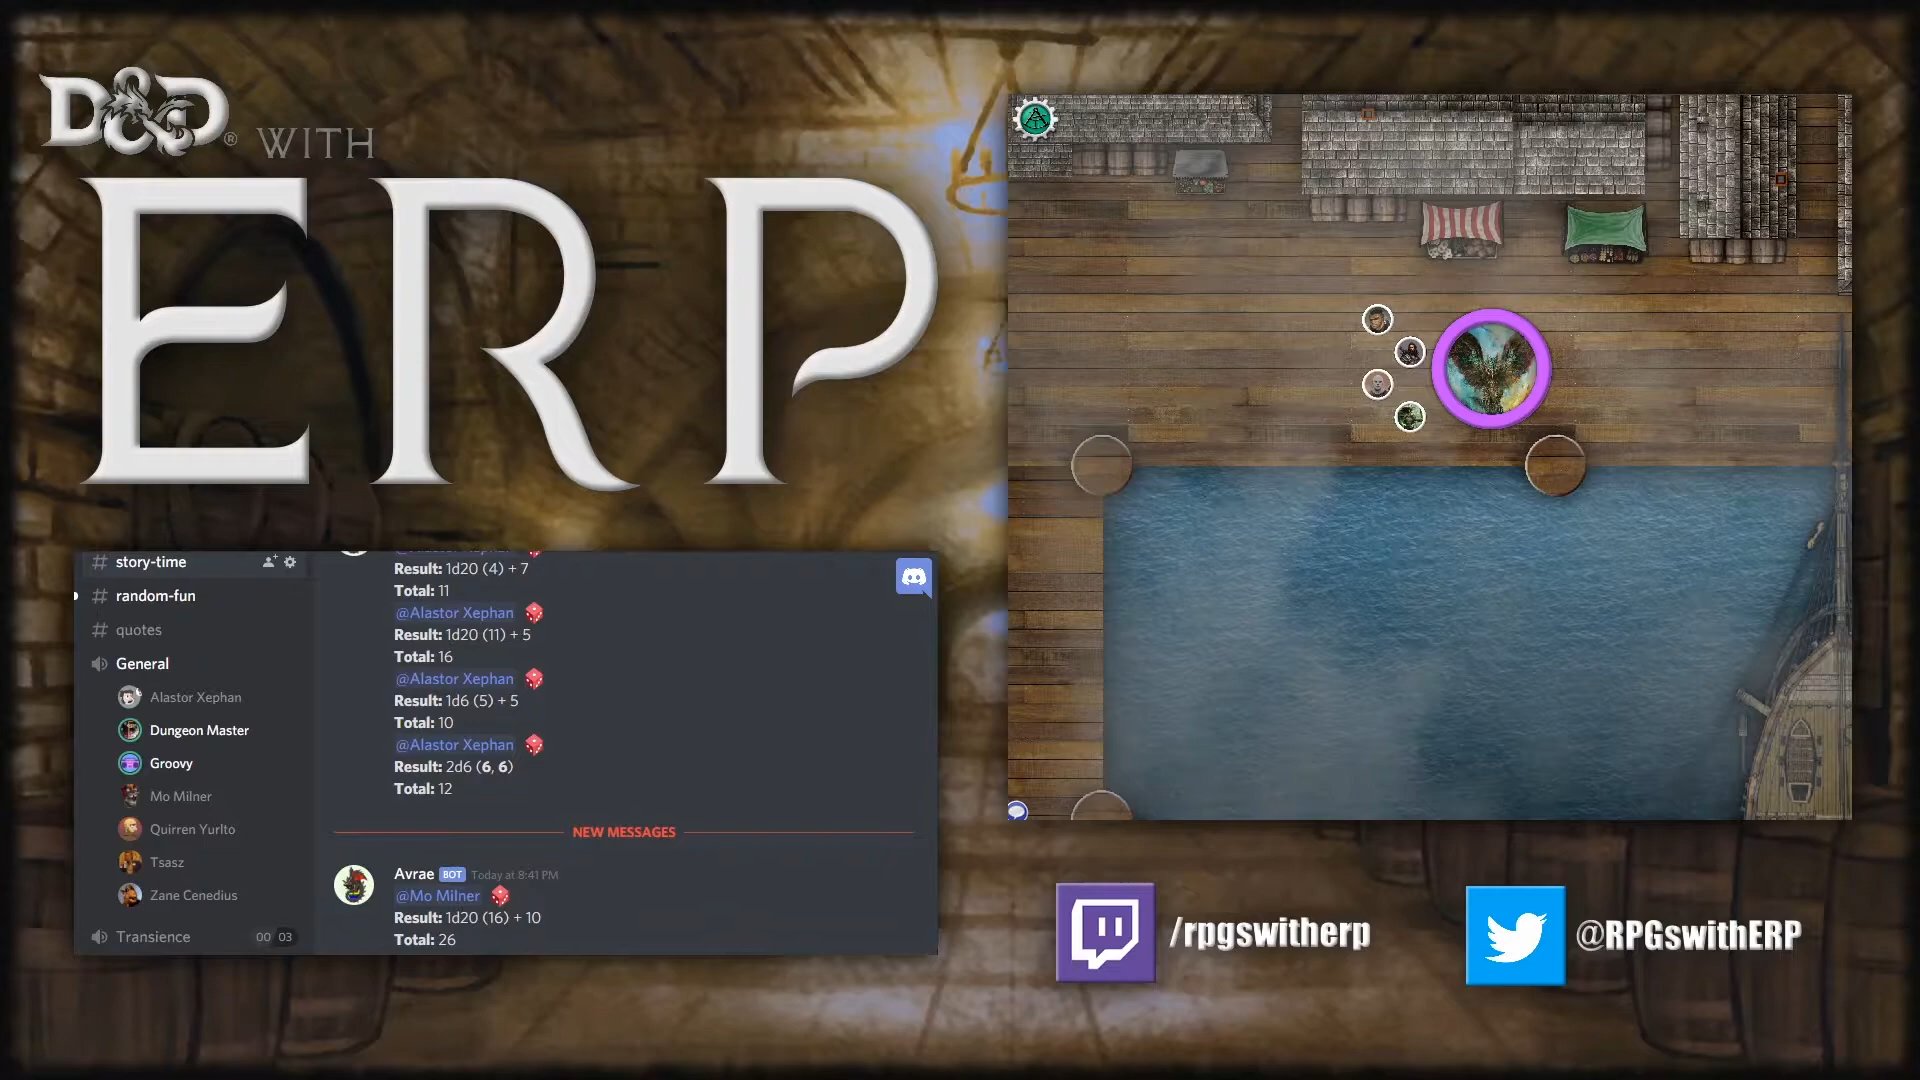 D&D® WITH
ERP
# story-time
# random-fun
# quotes
General
Alastor Xephan
Dungeon Master
Groovy
Mo Milner
Quirren Yurlto
Tsasz
Zane Cenedius
Transience 00 03
@Alastor Xephan
Result: 1d20 (4) + 7
Total: 11
@Alastor Xephan
Result: 1d20 (11) + 5
Total: 16
@Alastor Xephan
Result: 1d6 (5) + 5
Total: 10
@Alastor Xephan
Result: 2d6 (6, 6)
Total: 12
NEW MESSAGES
Avrae BOT Today at 8:41 PM
@Mo Milner
Result: 1d20 (16) + 10
Total: 26
/rpgswitherp
@RPGswithERP